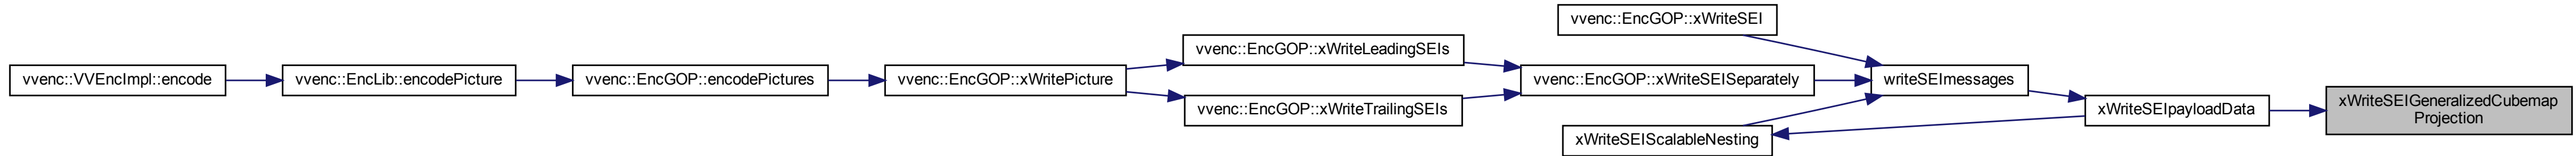 vvenc::VVEncImpl::encode
vvenc::EncLib::encodePicture
vvenc::EncGOP::encodePictures
vvenc::EncGOP::xWritePicture
vvenc::EncGOP::xWriteLeadingSEIs
vvenc::EncGOP::xWriteTrailingSEIs
vvenc::EncGOP::xWriteSEISeparately
vvenc::EncGOP::xWriteSEI
xWriteSEIScalableNesting
writeSEImessages
xWriteSEIpayloadData
xWriteSEIGeneralizedCubemap
Projection